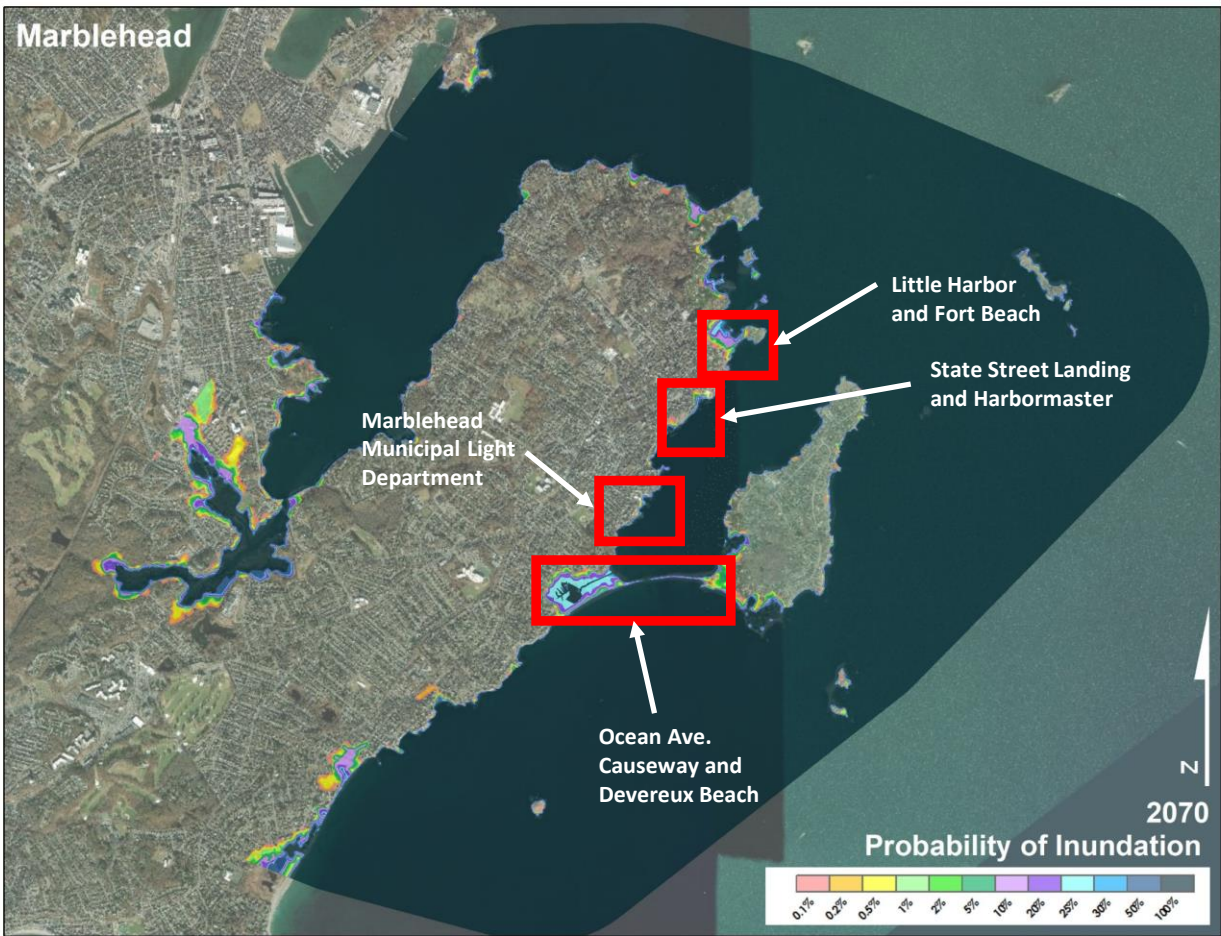 Marblehead
Little Harbor
and Fort Beach
State Street Landing
and Harbormaster
Marblehead
Municipal Light
Department
Ocean Ave.
Causeway and
Devereux Beach
N
2070
Probability of Inundation
0.1% 0.2% 0.5% 1% 2% 5% 10% 20% 25% 30% 50% 100%